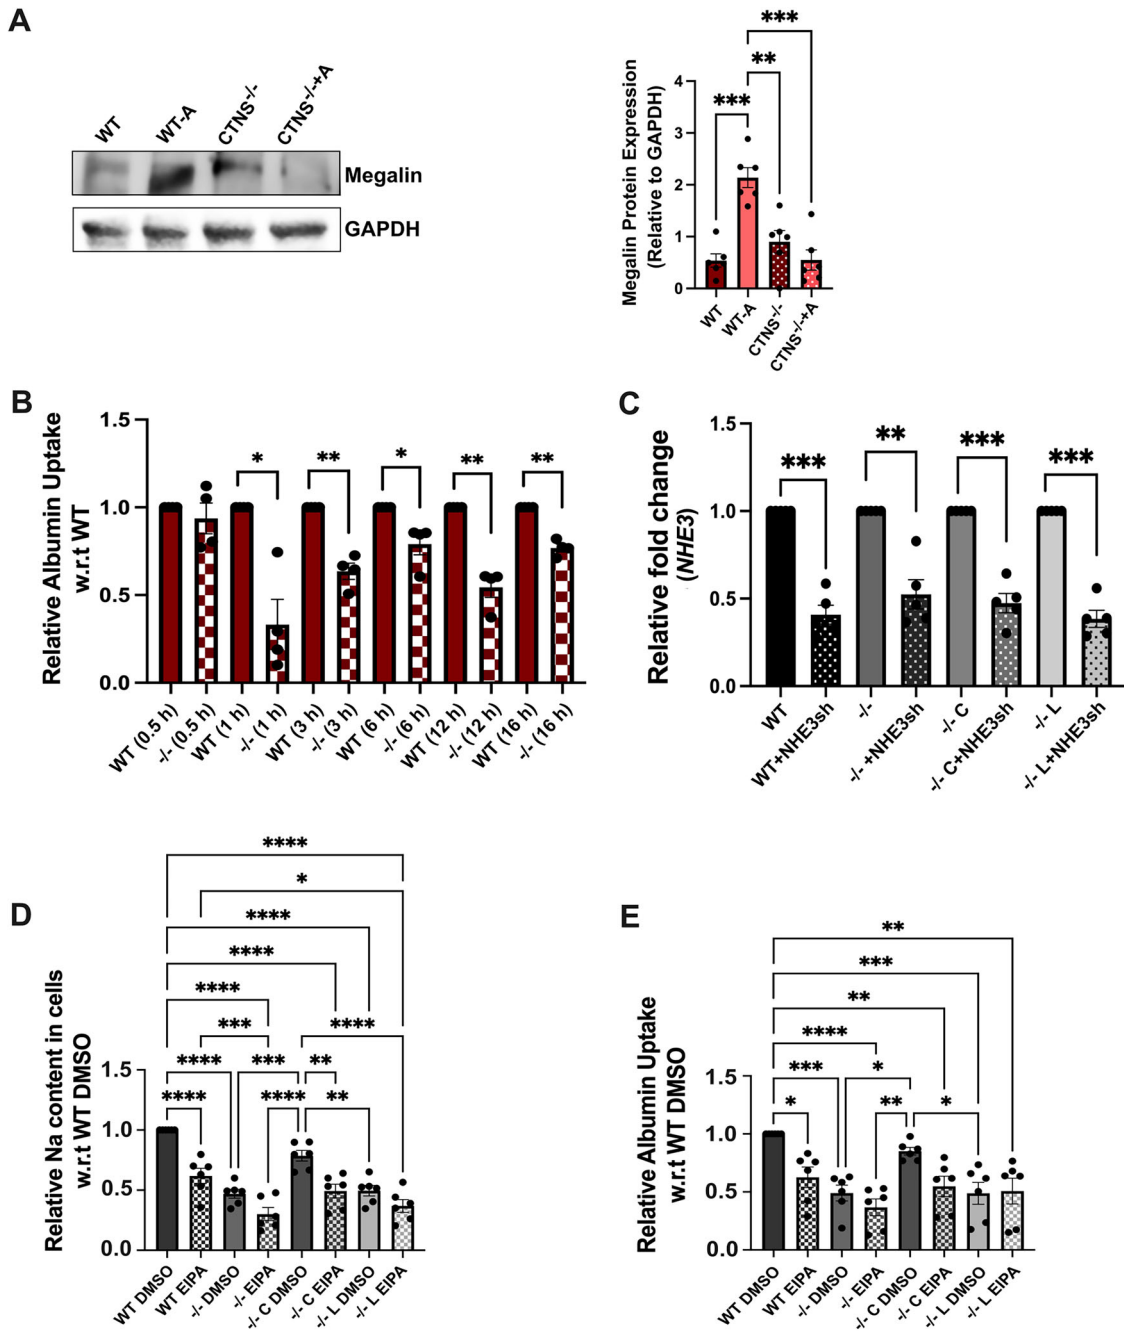 A
WT
WT-A
CTNS-/-
CTNS-/-+A
Megalin
GAPDH
***
**
***
Megalin Protein Expression
(Relative to GAPDH)
4
3
2
1
0
WT
WT-A
CTNS-/-
CTNS-/-+A
B
Relative Albumin Uptake
w.r.t WT
1.5
1.0
0.5
0.0
*
**
*
**
**
WT (0.5 h)
-/- (0.5 h)
WT (1 h)
-/- (1 h)
WT (3 h)
-/- (3 h)
WT (6 h)
-/- (6 h)
WT (12 h)
-/- (12 h)
WT (16 h)
-/- (16 h)
C
Relative fold change
(NHE3)
1.5
1.0
0.5
0.0
***
**
***
***
WT
WT+NHE3sh
-/-
-/- +NHE3sh
-/- C
-/- C+NHE3sh
-/- L
-/- L+NHE3sh
D
Relative Na content in cells
w.r.t WT DMSO
1.5
1.0
0.5
0.0
****
*
****
****
****
*** ****
**** *** **
**** **** **
WT DMSO
WT EIPA
-/- DMSO
-/- EIPA
-/- C DMSO
-/- C EIPA
-/- L DMSO
-/- L EIPA
E
Relative Albumin Uptake
w.r.t WT DMSO
1.5
1.0
0.5
0.0
**
***
**
****
*** *
* ** *
WT DMSO
WT EIPA
-/- DMSO
-/- EIPA
-/- C DMSO
-/- C EIPA
-/- L DMSO
-/- L EIPA